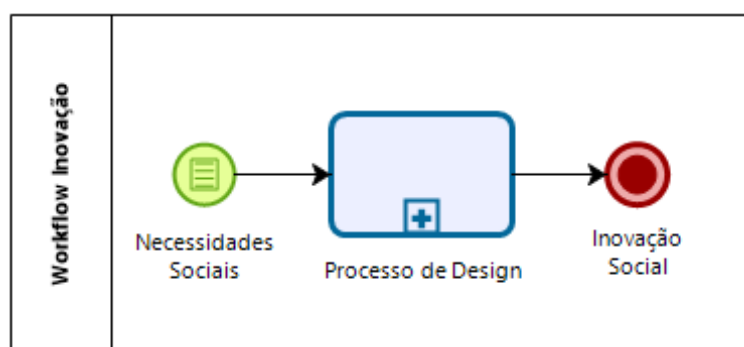 Workflow Inovação
Necessidades
Sociais
Processo de Design
Inovação
Social